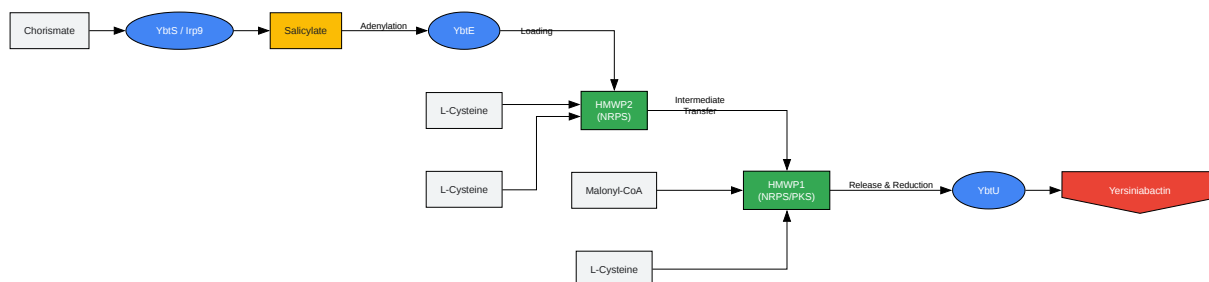 Chorismate
YbtS / Irp9
Salicylate
Adenylation
YbtE
Loading
L-Cysteine
HMWP2
(NRPS)
Intermediate
Transfer
L-Cysteine
Malonyl-CoA
HMWP1
(NRPS/PKS)
Release & Reduction
YbtU
Yersiniabactin
L-Cysteine